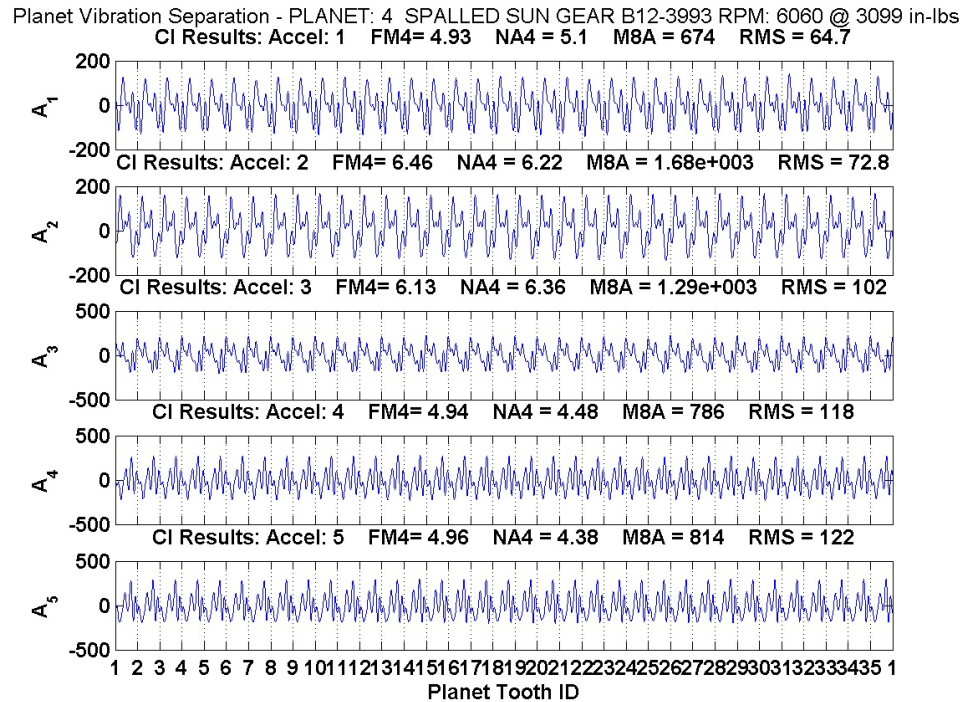 Planet Vibration Separation - PLANET: 4 SPALLED SUN GEAR B12-3993 RPM: 6060 @ 3099 in-lbs
CI Results: Accel: 1 FM4= 4.93 NA4 = 5.1 M8A = 674 RMS = 64.7
200
A1
0
-200
CI Results: Accel: 2 FM4= 6.46 NA4 = 6.22 M8A = 1.68e+003 RMS = 72.8
200
A2
0
-200
CI Results: Accel: 3 FM4= 6.13 NA4 = 6.36 M8A = 1.29e+003 RMS = 102
500
A3
0
-500
CI Results: Accel: 4 FM4= 4.94 NA4 = 4.48 M8A = 786 RMS = 118
500
A4
0
-500
CI Results: Accel: 5 FM4= 4.96 NA4 = 4.38 M8A = 814 RMS = 122
500
A5
0
-500
1 2 3 4 5 6 7 8 9 10 11 12 13 14 15 16 17 18 19 20 21 22 23 24 25 26 27 28 29 30 31 32 33 34 35 1
Planet Tooth ID